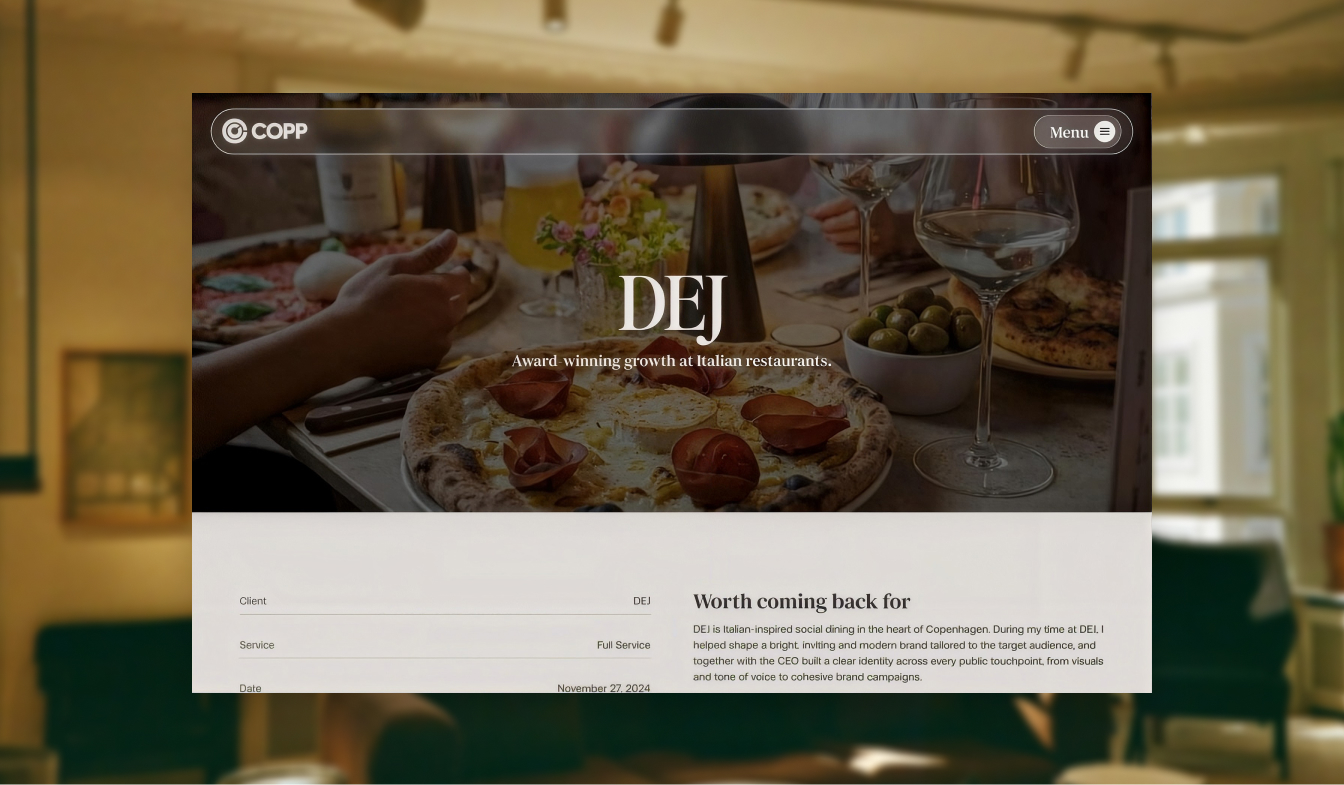 COPP
Menu
DEJ
Award-winning growth at Italian restaurants.
Client
DEJ
Service
Full Service
Date
November 27, 2024
Worth coming back for
DEJ is Italian-inspired social dining in the heart of Copenhagen. During my time at DEJ, I
helped shape a bright, inviting and modern brand tailored to the target audience, and
together with the CEO built a clear identity across every public touchpoint, from visuals
and tone of voice to cohesive brand campaigns.